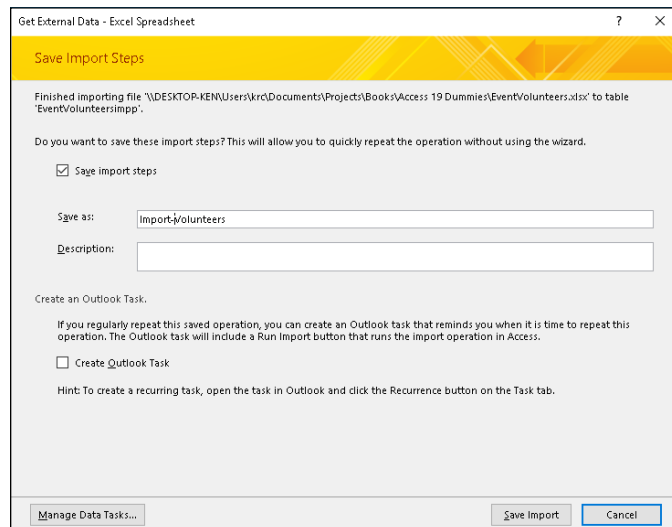 Get External Data - Excel Spreadsheet
? X
Save Import Steps
Finished importing file '\\DESKTOP-KEN\Users\krc\Documents\Projects\Books\Access 19 Dummies\EventVolunteers.xlsx' to table
'EventVolunteersimpp'.
Do you want to save these import steps? This will allow you to quickly repeat the operation without using the wizard.
Save import steps
Save as:
Import-Volunteers
Description:
Create an Outlook Task.
If you regularly repeat this saved operation, you can create an Outlook task that reminds you when it is time to repeat this
operation. The Outlook task will include a Run Import button that runs the import operation in Access.
Create Outlook Task
Hint: To create a recurring task, open the task in Outlook and click the Recurrence button on the Task tab.
Manage Data Tasks...
Save Import
Cancel